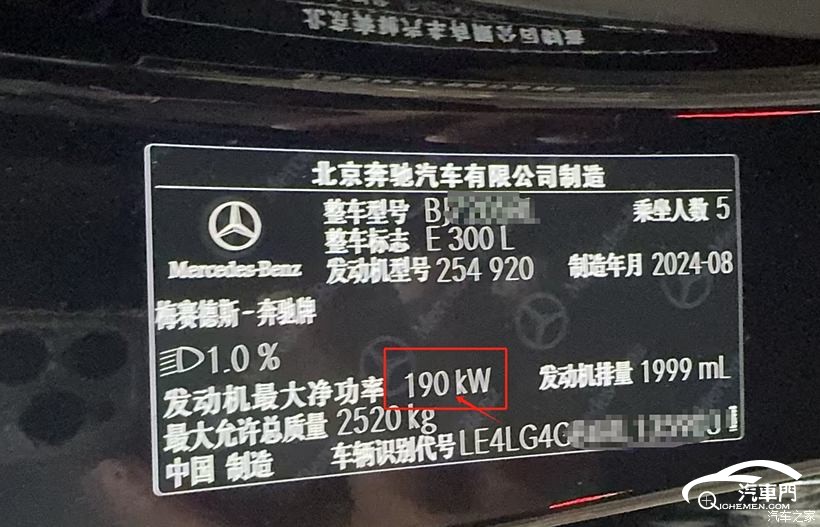 北京奔驰汽车有限公司制造
整车型号 BJ 乘坐人数 5
整车标志 E 300 L
Mercedes-Benz 发动机型号 254 920 制造年月 2024-08
梅赛德斯-奔驰牌
1.0 %
发动机最大净功率 190 kW 发动机排量 1999 mL
最大允许总质量 2520 kg
中国 制造 车辆识别代号 LE4LG4
汽車門
QICHEMEN.COM
汽车之家